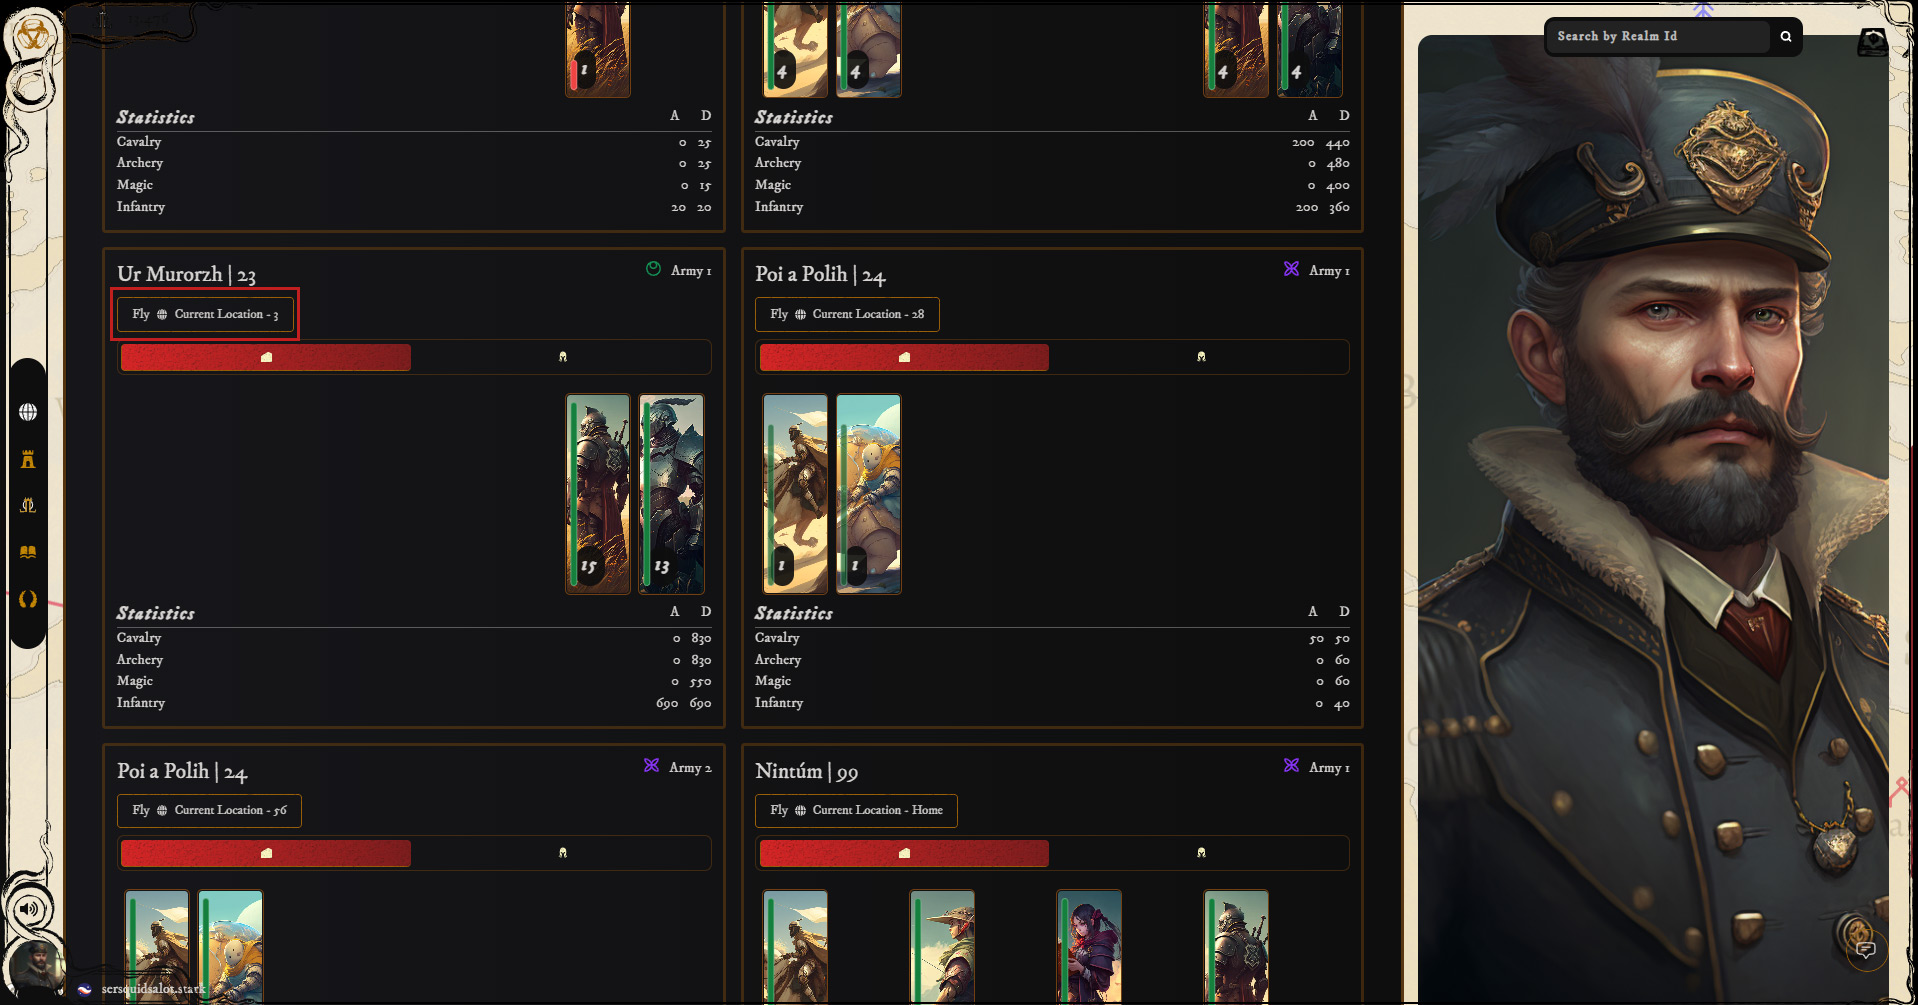 Search by Realm Id
1
4
4
4
4
Statistics A D
Cavalry 0 25
Archery 0 25
Magic 0 15
Infantry 20 20
Statistics A D
Cavalry 200 440
Archery 0 480
Magic 0 400
Infantry 200 360
Ur Murorzh | 23
Army 1
Fly Current Location - 3
15
13
Statistics A D
Cavalry 0 830
Archery 0 830
Magic 0 550
Infantry 690 690
Poi a Polih | 24
Army 1
Fly Current Location - 28
1
1
Statistics A D
Cavalry 50 50
Archery 0 60
Magic 0 60
Infantry 0 40
Poi a Polih | 24
Army 2
Fly Current Location - 56
Nintúm | 99
Army 1
Fly Current Location - Home
sersquidsalot.stark